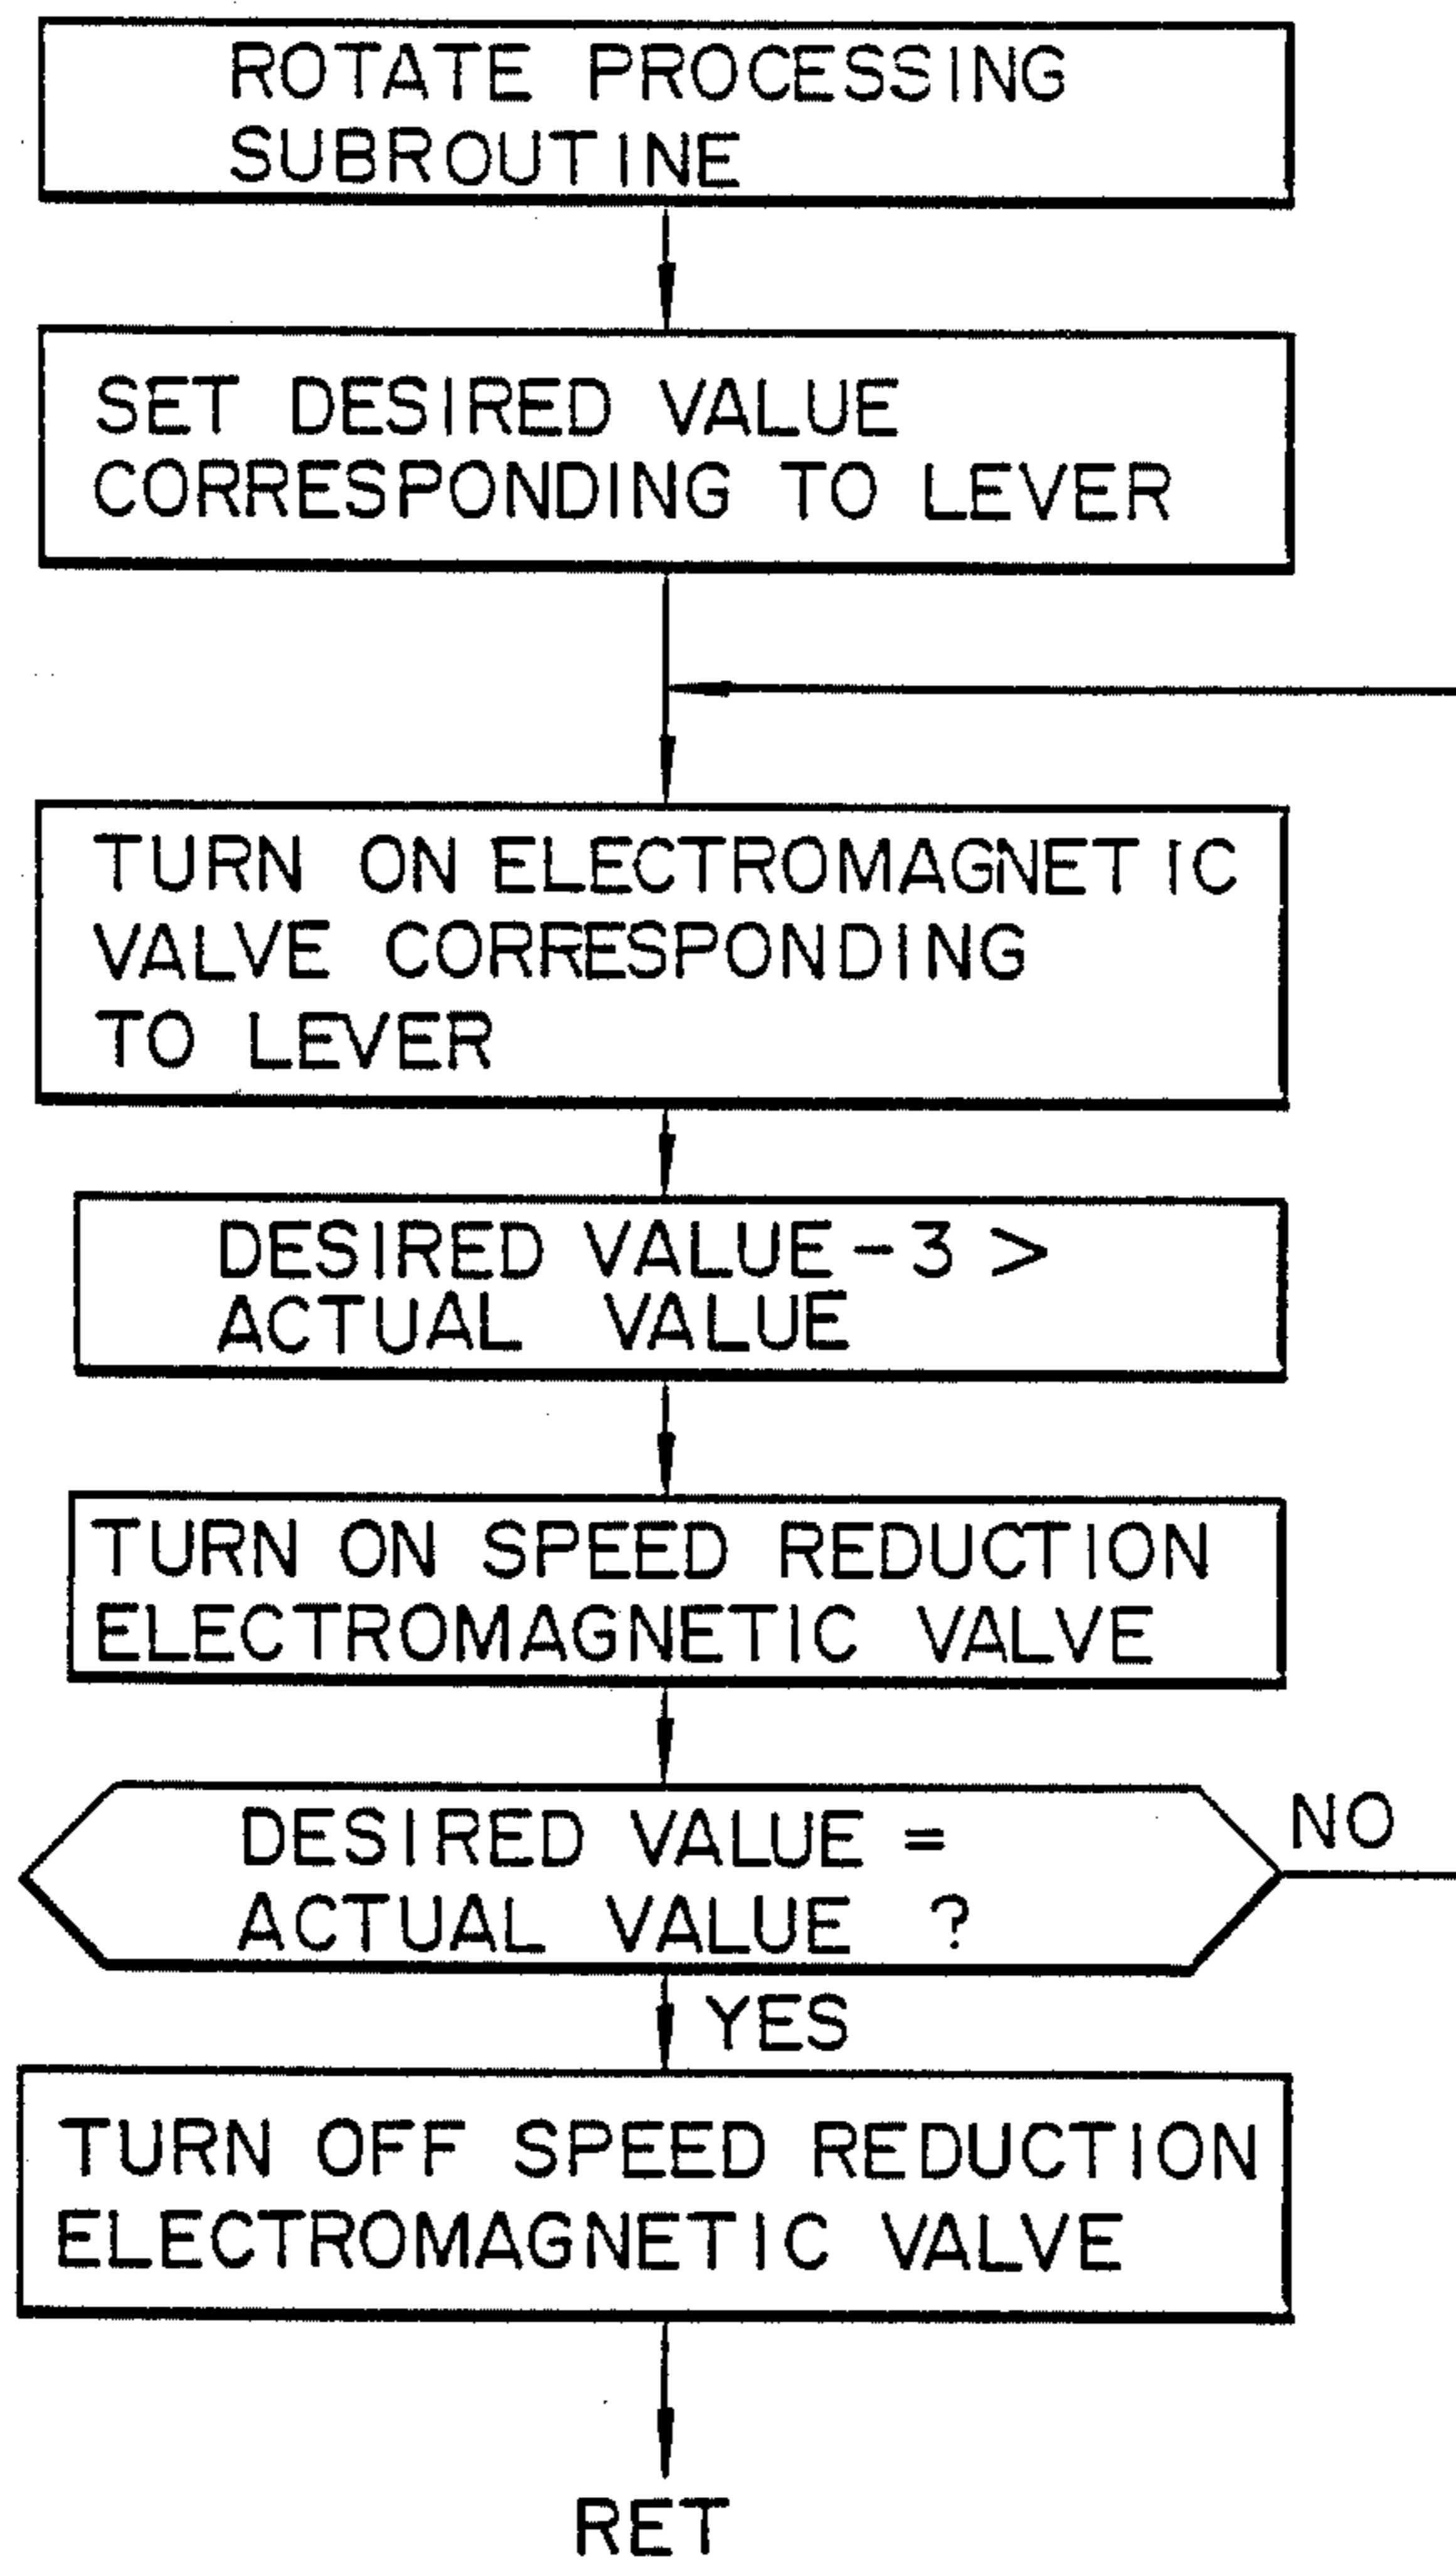 ROTATE PROCESSING
SUBROUTINE
SET DESIRED VALUE
CORRESPONDING TO LEVER
TURN ON ELECTROMAGNETIC
VALVE CORRESPONDING
TO LEVER
DESIRED VALUE - 3 >
ACTUAL VALUE
TURN ON SPEED REDUCTION
ELECTROMAGNETIC VALVE
DESIRED VALUE =
ACTUAL VALUE ?
NO
YES
TURN OFF SPEED REDUCTION
ELECTROMAGNETIC VALVE
RET